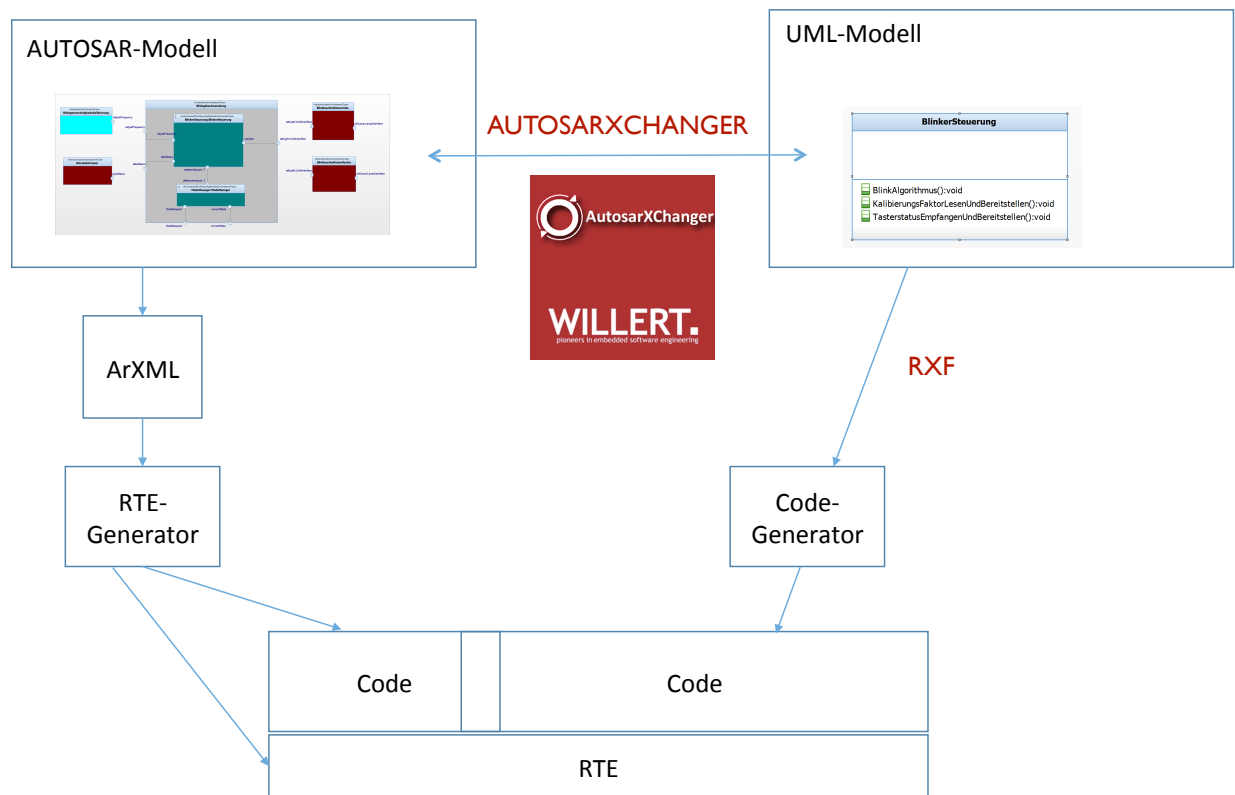 AUTOSAR-Modell
UML-Modell
BlinkerSteuerung
BlinkAlgorithmus():void
KalibierungsFaktorLesenUndBereitstellen():void
TasterstatusEmpfangenUndBereitstellen():void
AUTOSARXCHANGER
AutosarXChanger
WILLERT.
pioneers in embedded software engineering
ArXML
RXF
RTE-
Generator
Code-
Generator
Code
Code
RTE